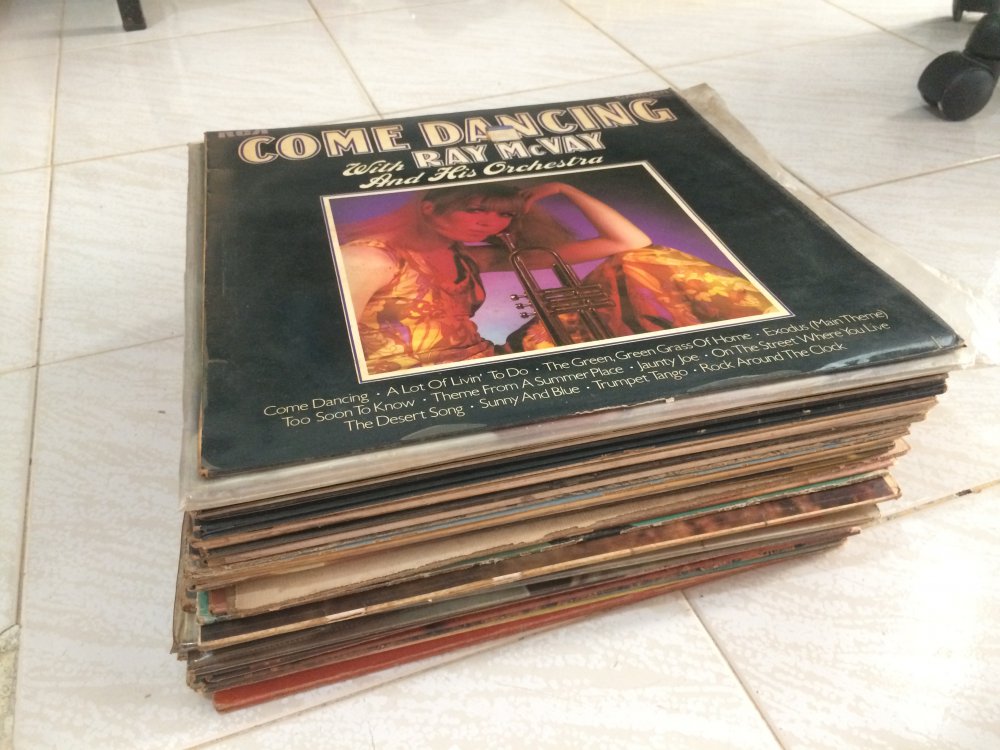 RCA
COME DANCING
With RAY McVAY
And His Orchestra
Come Dancing · A Lot Of Livin' To Do · The Green, Green Grass Of Home · Exodus (Main Theme)
Too Soon To Know · Theme From A Summer Place · Jaunty Joe · On The Street Where You Live
The Desert Song · Sunny And Blue · Trumpet Tango · Rock Around The Clock